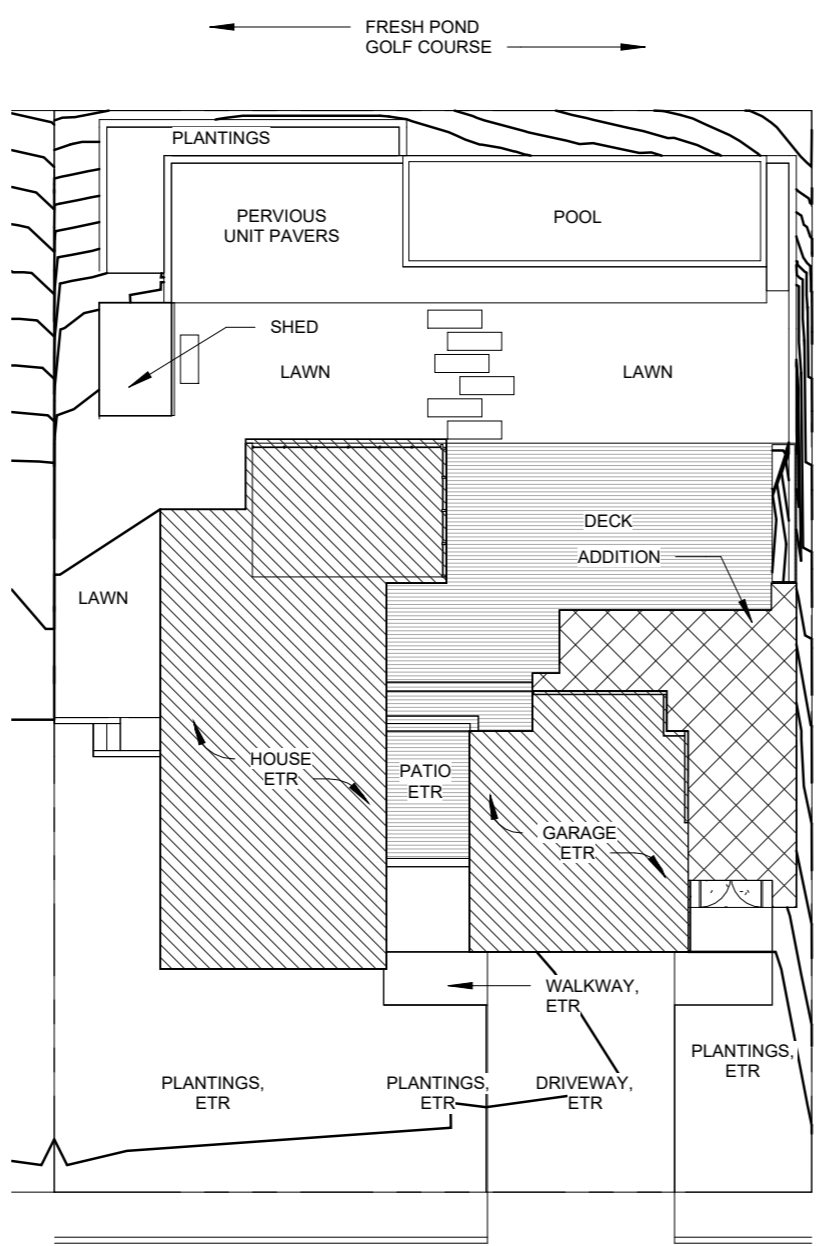 FRESH POND
GOLF COURSE
PLANTINGS
PERVIOUS
UNIT PAVERS
POOL
SHED
LAWN
LAWN
DECK
ADDITION
LAWN
HOUSE
ETR
PATIO
ETR
GARAGE
ETR
WALKWAY,
ETR
PLANTINGS,
ETR
PLANTINGS,
ETR
DRIVEWAY,
ETR
PLANTINGS,
ETR